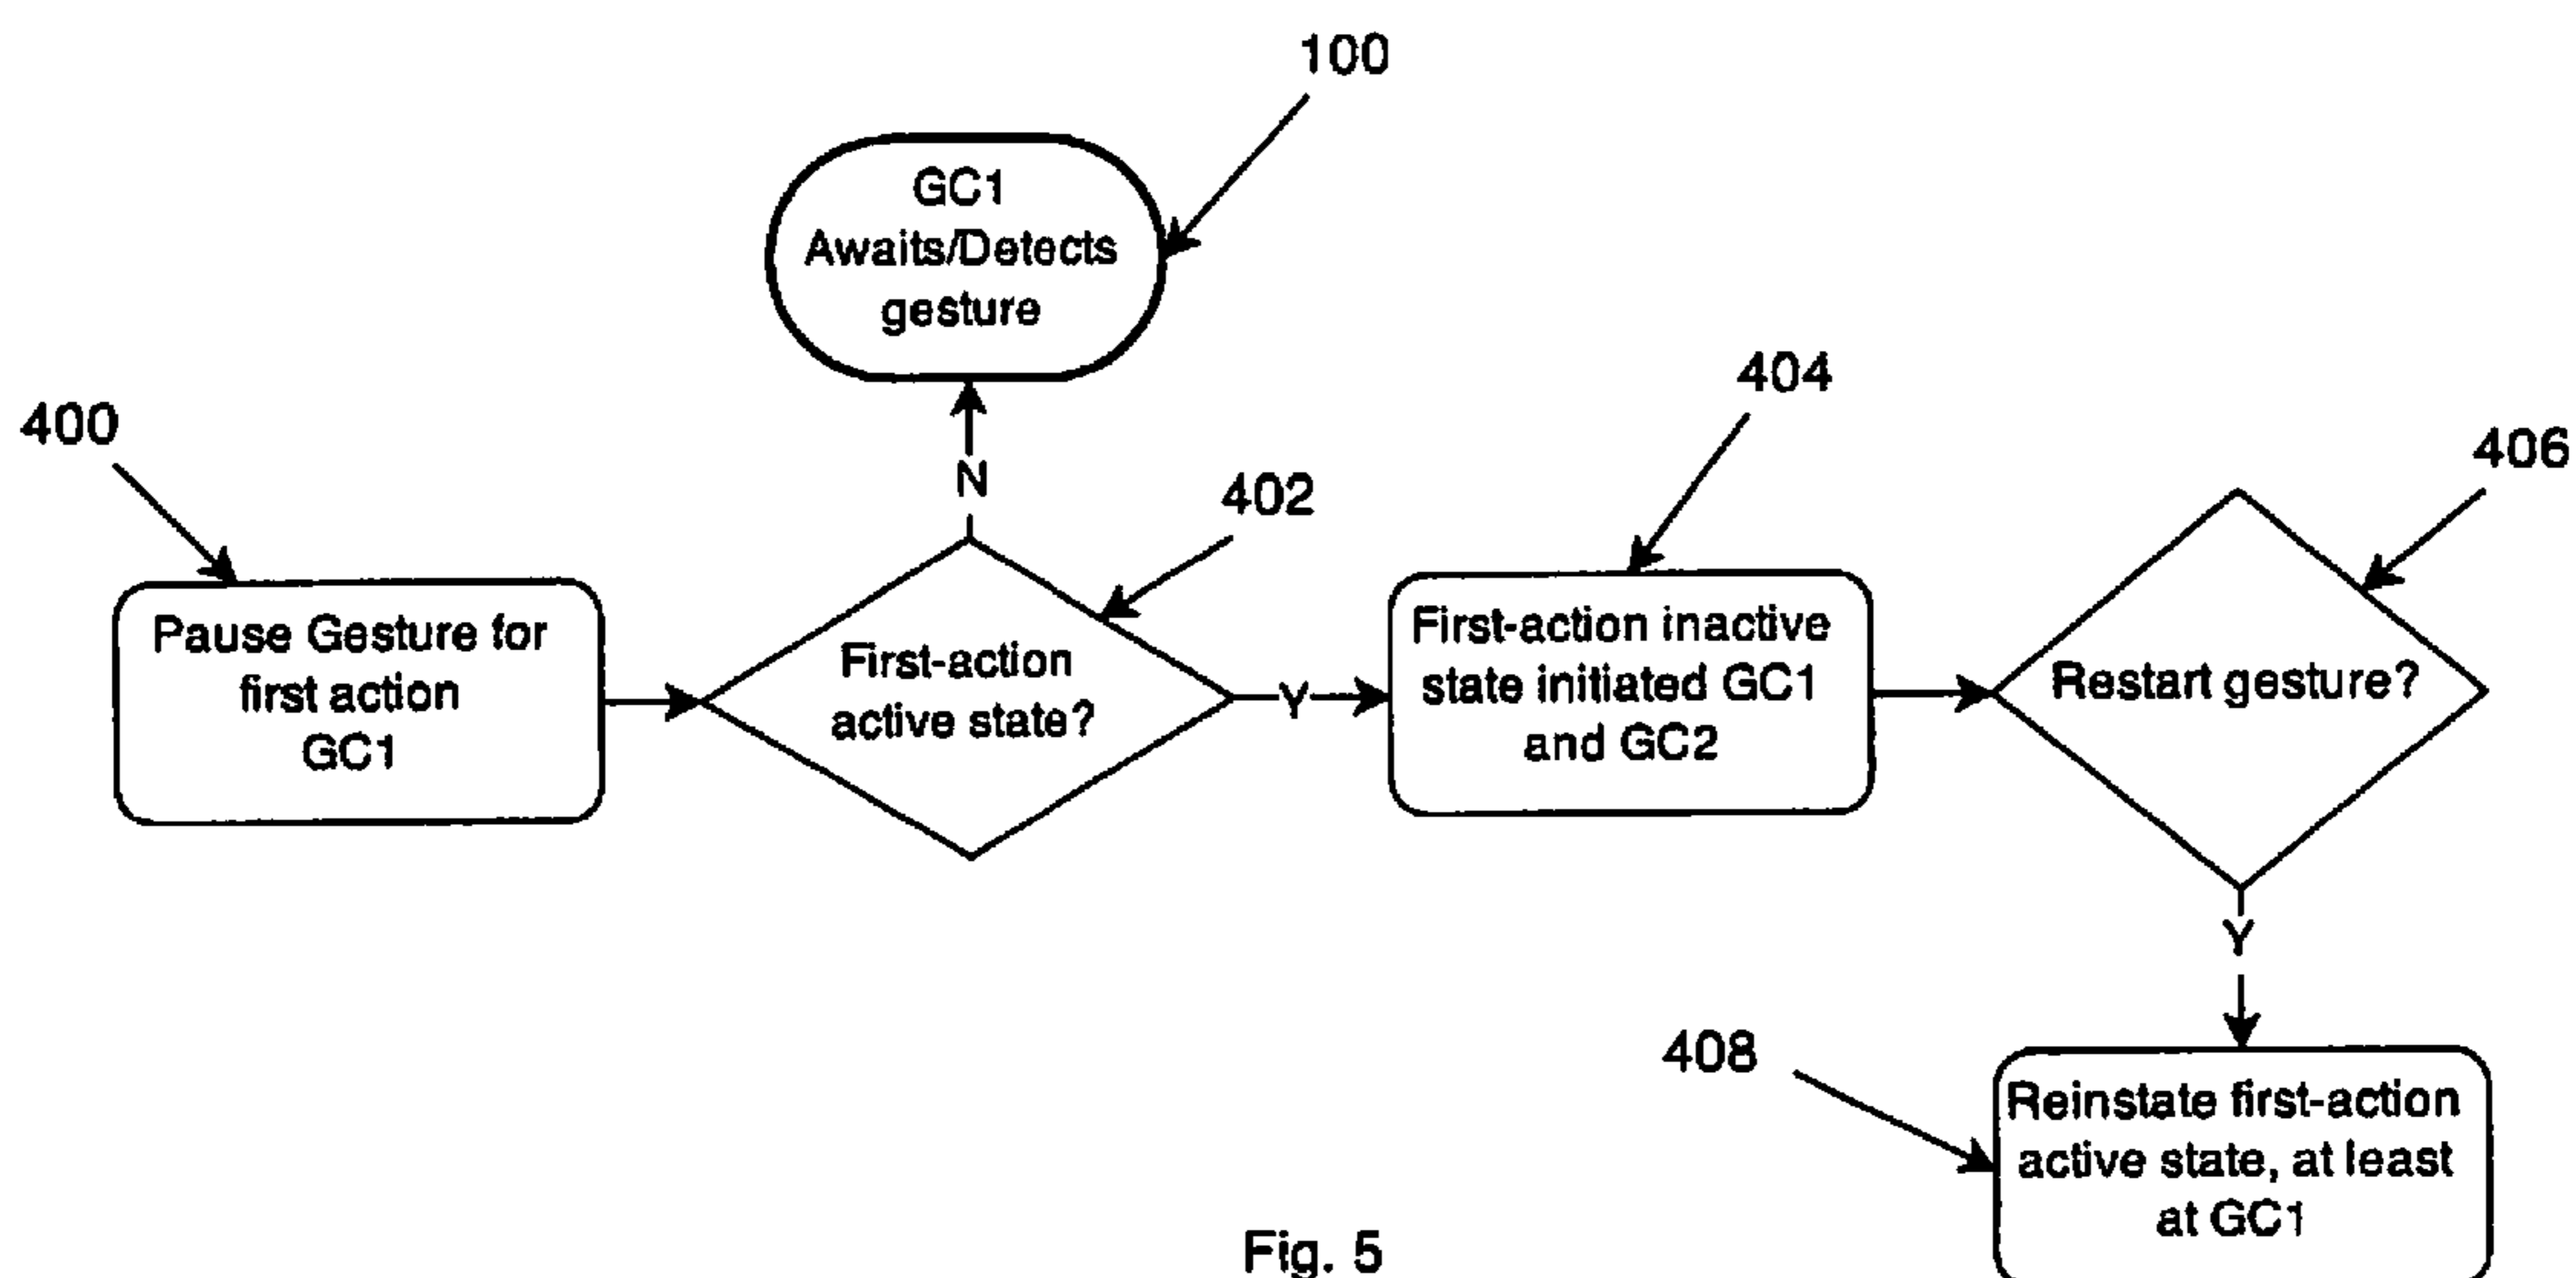 100
GC1
Awaits/Detects
gesture
400
404
406
N
402
Pause Gesture for
first action
GC1
First-action
active state?
Y
First-action inactive
state initiated GC1
and GC2
Restart gesture?
Y
408
Reinstate first-action
active state, at least
at GC1
Fig. 5